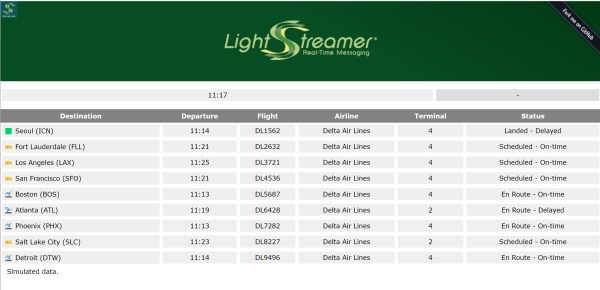 Fork me on GitHub
LightStreamer®
Real-Time Messaging
11:17 -
Destination Departure Flight Airline Terminal Status
Seoul (ICN) 11:14 DL1562 Delta Air Lines 4 Landed - Delayed
Fort Lauderdale (FLL) 11:21 DL2632 Delta Air Lines 4 Scheduled - On-time
Los Angeles (LAX) 11:25 DL3721 Delta Air Lines 4 Scheduled - On-time
San Francisco (SFO) 11:21 DL4536 Delta Air Lines 4 Scheduled - On-time
Boston (BOS) 11:13 DL5687 Delta Air Lines 4 En Route - On-time
Atlanta (ATL) 11:19 DL6428 Delta Air Lines 2 En Route - Delayed
Phoenix (PHX) 11:13 DL7282 Delta Air Lines 4 En Route - On-time
Salt Lake City (SLC) 11:23 DL8227 Delta Air Lines 2 Scheduled - On-time
Detroit (DTW) 11:14 DL9496 Delta Air Lines 4 En Route - On-time
Simulated data.